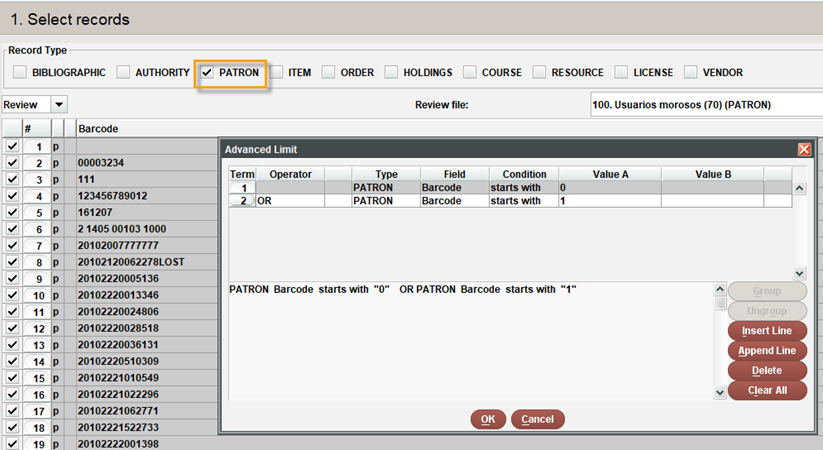 1. Select records
Record Type
BIBLIOGRAPHIC AUTHORITY PATRON ITEM ORDER HOLDINGS COURSE RESOURCE LICENSE VENDOR
Review Review file: 100. Usuarios morosos (70) (PATRON)
# Barcode
1 p
2 p 00003234
3 p 111
4 p 123456789012
5 p 161207
6 p 2 1405 00103 1000
7 p 20102007777777
8 p 20102120062278LOST
9 p 20102220005136
10 p 20102220013346
11 p 20102220024806
12 p 20102220028518
13 p 20102220036131
14 p 20102220510309
15 p 20102221010549
16 p 20102221022296
17 p 20102221062771
18 p 20102221522733
19 p 20102222001398
Advanced Limit
Term Operator Type Field Condition Value A Value B
1 PATRON Barcode starts with 0
2 OR PATRON Barcode starts with 1
PATRON Barcode starts with "0" OR PATRON Barcode starts with "1"
Group
Ungroup
Insert Line
Append Line
Delete
Clear All
OK Cancel